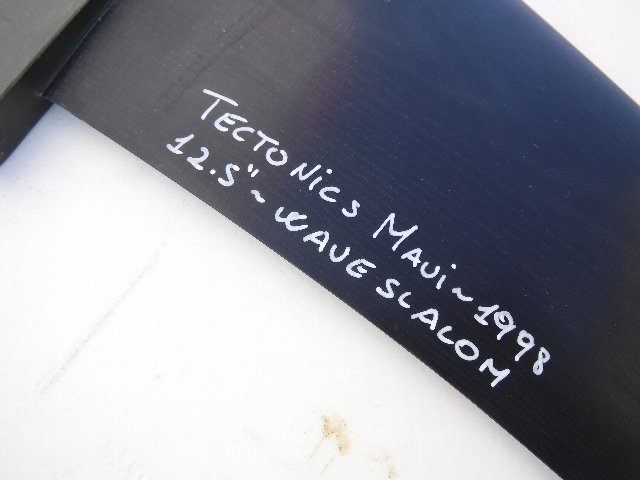 TECTONiCS MAUi ~ 1998
12.5" ~ WAVE SLALOM